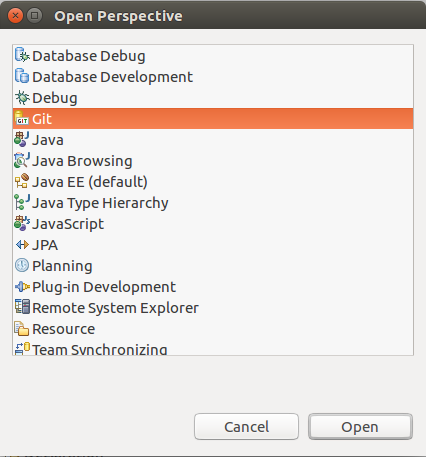 Open Perspective
Database Debug
Database Development
Debug
Git
Java
Java Browsing
Java EE (default)
Java Type Hierarchy
JavaScript
JPA
Planning
Plug-in Development
Remote System Explorer
Resource
Team Synchronizing
Cancel
Open